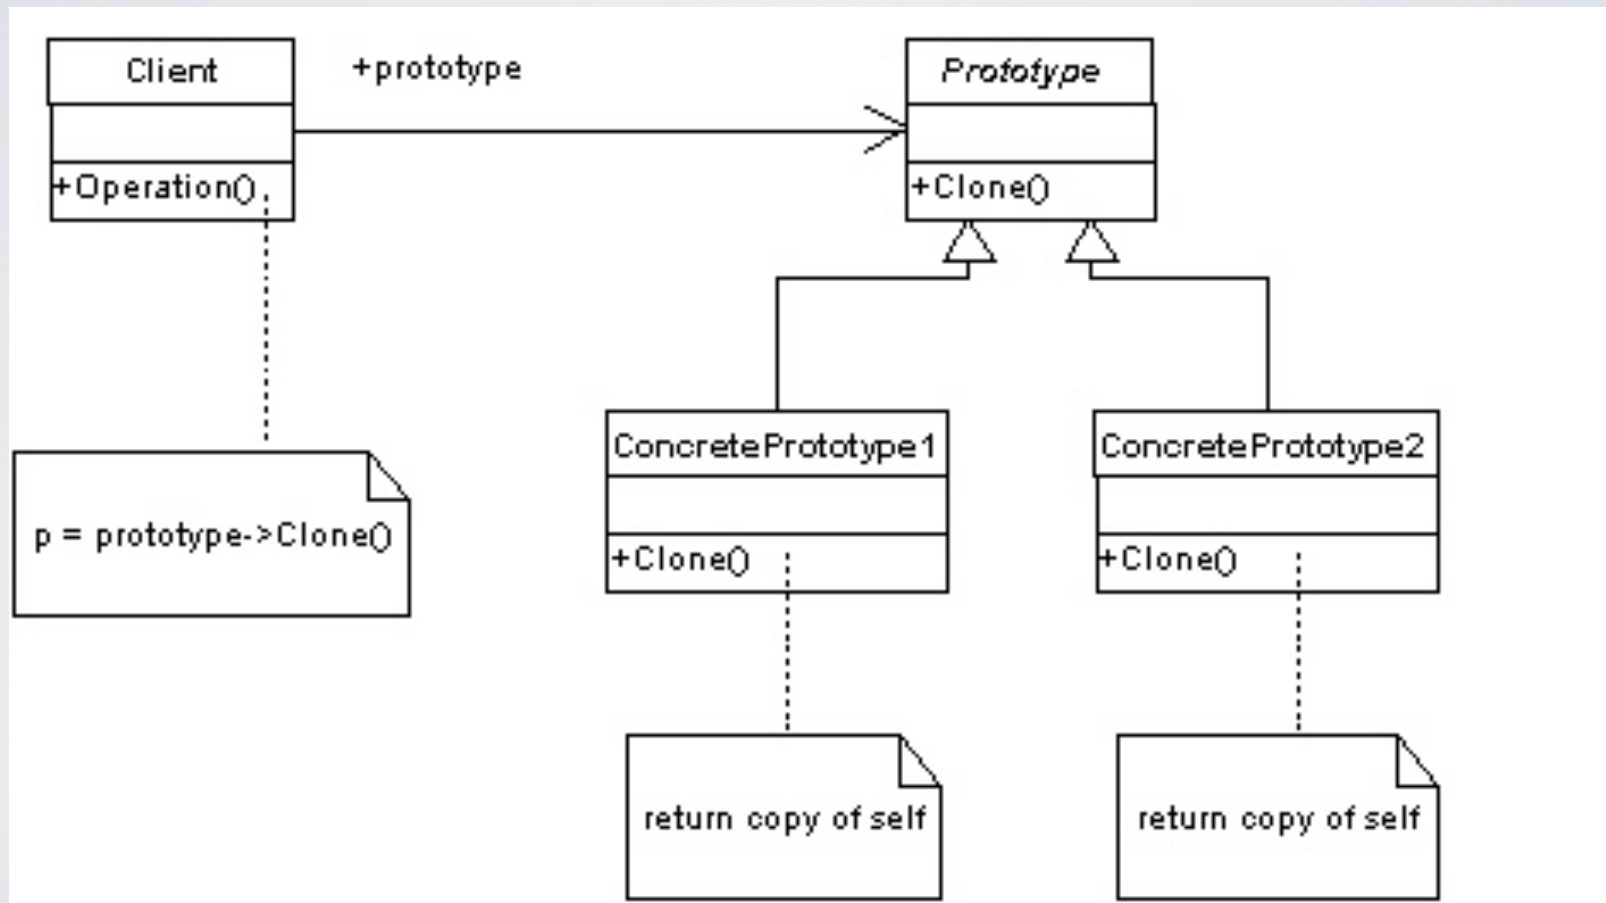 Client
+prototype
Prototype
+Operation()
+Clone()
ConcretePrototype1
ConcretePrototype2
p = prototype->Clone()
+Clone()
+Clone()
return copy of self
return copy of self